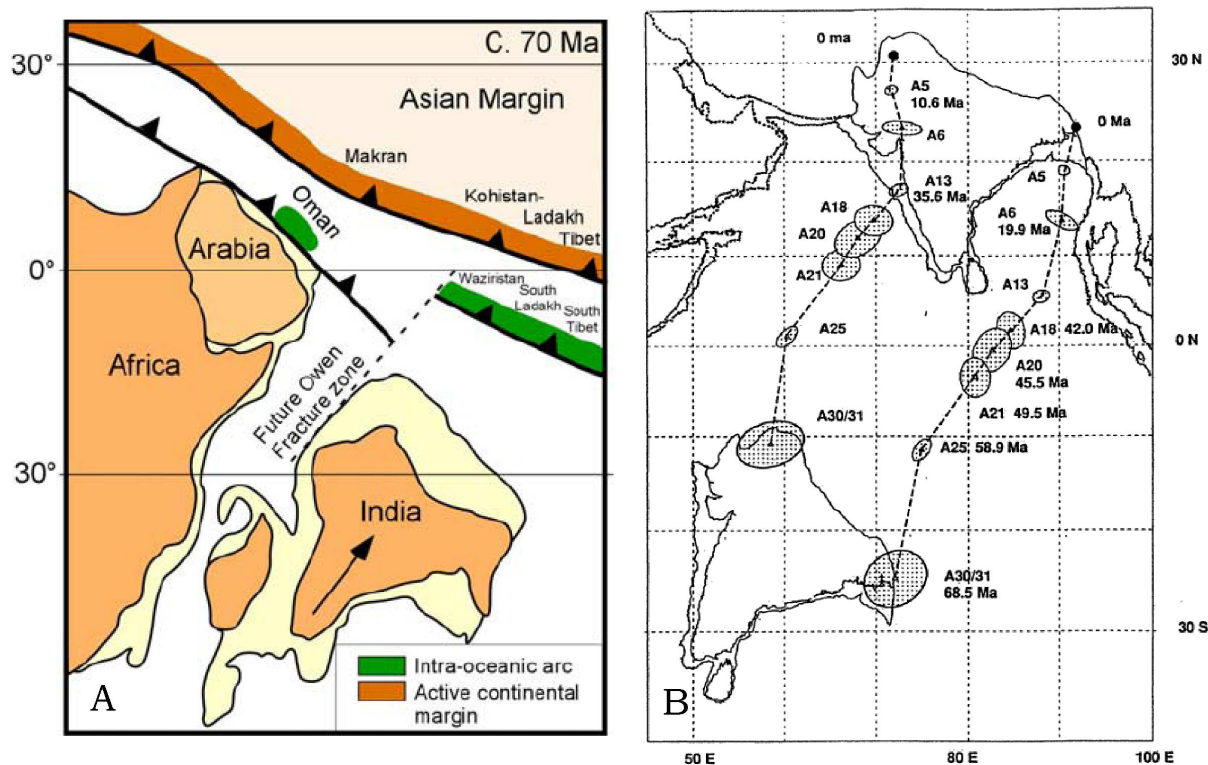 C. 70 Ma
30°
Asian Margin
Makran
Kohistan-
Ladakh
Tibet
Oman
Arabia
0°
Waziristan
South
Ladakh
South
Tibet
Africa
Future Owen
Fracture zone
30°
India
Intra-oceanic arc
Active continental
margin
A
0 ma
30 N
A5
10.6 Ma
0 Ma
A6
A13
35.6 Ma
A5
A18
A6
19.9 Ma
A20
A21
A13
A25
A18 42.0 Ma
0 N
A20
45.5 Ma
A21 49.5 Ma
A30/31
A25 58.9 Ma
A30/31
68.5 Ma
30 S
B
50 E
80 E
100 E